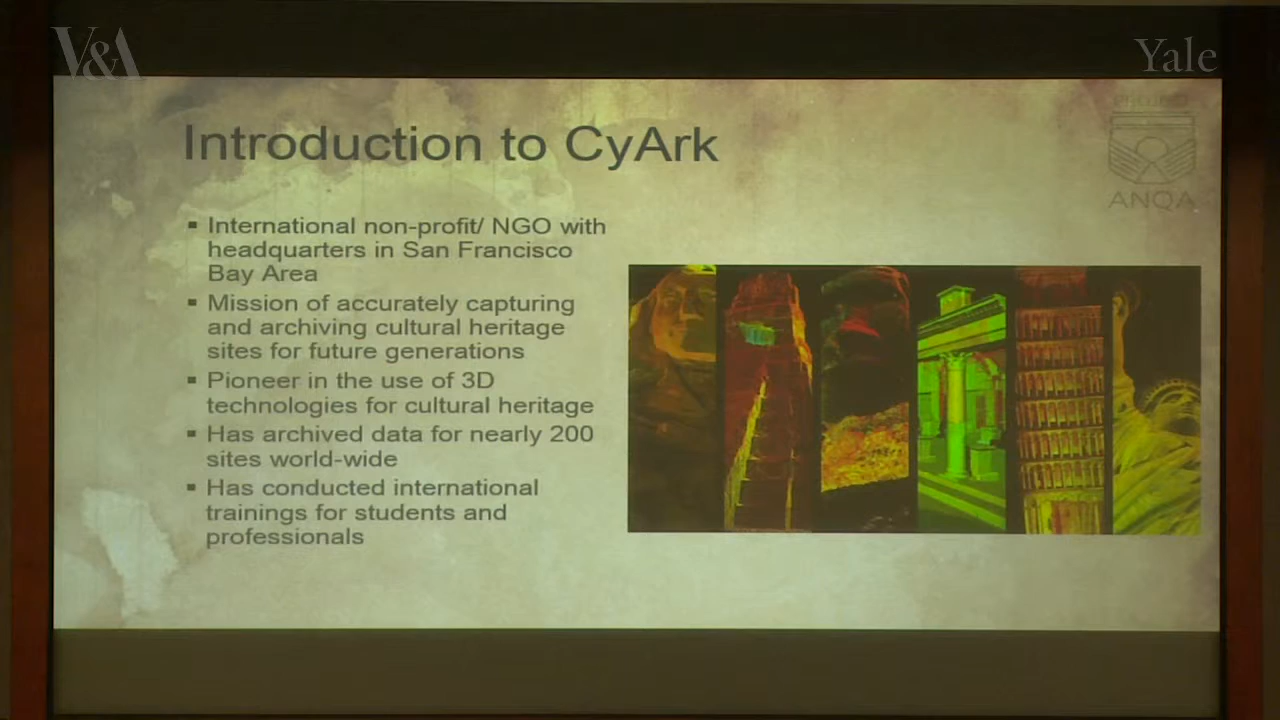 V&A
Yale
PROJECT
ANQA
Introduction to CyArk
▪ International non-profit/ NGO with
headquarters in San Francisco
Bay Area
▪ Mission of accurately capturing
and archiving cultural heritage
sites for future generations
▪ Pioneer in the use of 3D
technologies for cultural heritage
▪ Has archived data for nearly 200
sites world-wide
▪ Has conducted international
trainings for students and
professionals